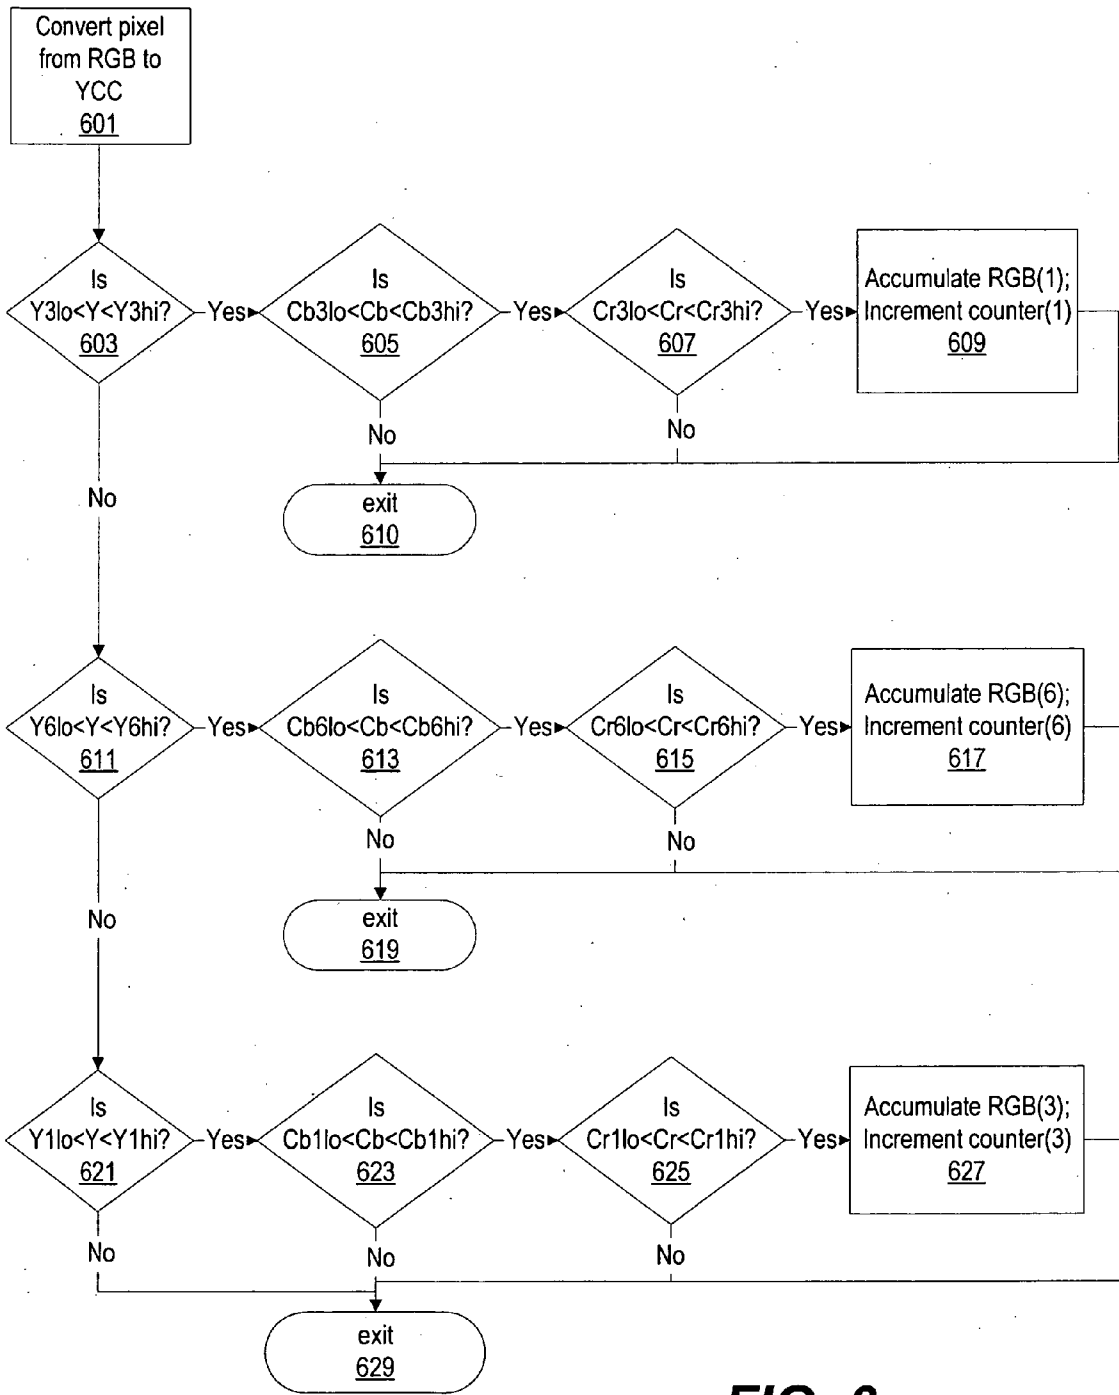 Convert pixel
from RGB to
YCC
601
Is
Y3lo<Y<Y3hi?
603
Yes
Is
Cb3lo<Cb<Cb3hi?
605
Yes
Is
Cr3lo<Cr<Cr3hi?
607
Yes
Accumulate RGB(1);
Increment counter(1)
609
No
No
No
exit
610
Is
Y6lo<Y<Y6hi?
611
Yes
Is
Cb6lo<Cb<Cb6hi?
613
Yes
Is
Cr6lo<Cr<Cr6hi?
615
Yes
Accumulate RGB(6);
Increment counter(6)
617
No
No
No
exit
619
Is
Y1lo<Y<Y1hi?
621
Yes
Is
Cb1lo<Cb<Cb1hi?
623
Yes
Is
Cr1lo<Cr<Cr1hi?
625
Yes
Accumulate RGB(3);
Increment counter(3)
627
No
No
No
exit
629
FIG.